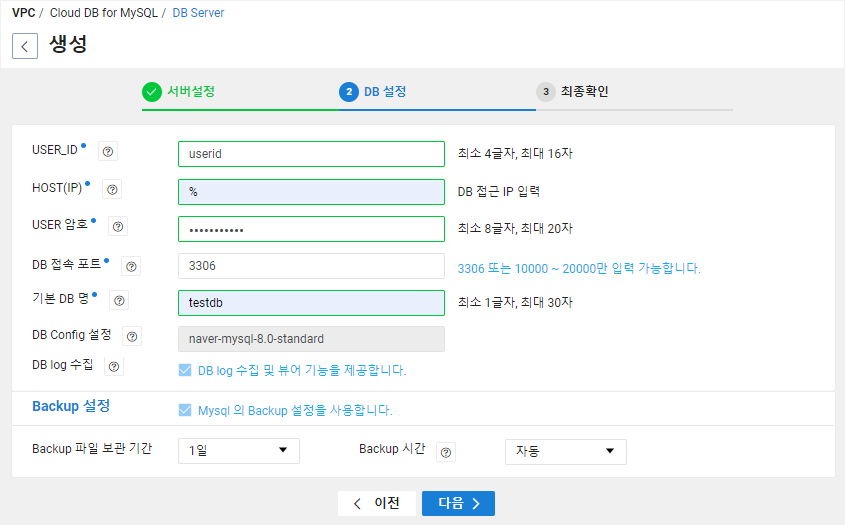 VPC / Cloud DB for MySQL / DB Server
생성
서버설정 2 DB 설정 3 최종확인
USER_ID userid 최소 4글자, 최대 16자
HOST(IP) % DB 접근 IP 입력
USER 암호 ••••••••••• 최소 8글자, 최대 20자
DB 접속 포트 3306 3306 또는 10000 ~ 20000만 입력 가능합니다.
기본 DB 명 testdb 최소 1글자, 최대 30자
DB Config 설정 naver-mysql-8.0-standard
DB log 수집 DB log 수집 및 뷰어 기능을 제공합니다.
Backup 설정 Mysql 의 Backup 설정을 사용합니다.
Backup 파일 보관 기간 1일 Backup 시간 자동
이전 다음